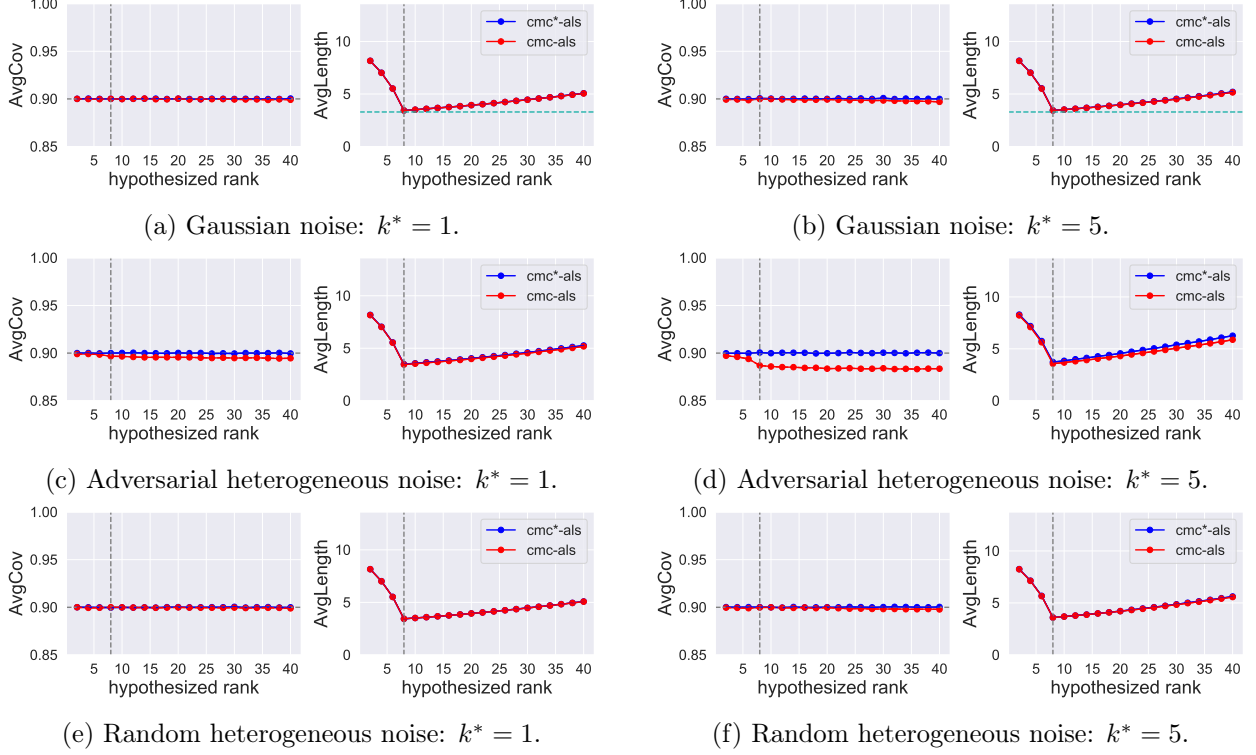 1.00
0.95
0.90
0.85
AvgCov
5 10 15 20 25 30 35 40
hypothesized rank
10
5
0
AvgLength
cmc*-als
cmc-als
5 10 15 20 25 30 35 40
hypothesized rank
(a) Gaussian noise: k* = 1.
1.00
0.95
0.90
0.85
AvgCov
5 10 15 20 25 30 35 40
hypothesized rank
10
5
0
AvgLength
cmc*-als
cmc-als
5 10 15 20 25 30 35 40
hypothesized rank
(b) Gaussian noise: k* = 5.
1.00
0.95
0.90
0.85
AvgCov
5 10 15 20 25 30 35 40
hypothesized rank
10
5
0
AvgLength
cmc*-als
cmc-als
5 10 15 20 25 30 35 40
hypothesized rank
(c) Adversarial heterogeneous noise: k* = 1.
1.00
0.95
0.90
0.85
AvgCov
5 10 15 20 25 30 35 40
hypothesized rank
10
5
0
AvgLength
cmc*-als
cmc-als
5 10 15 20 25 30 35 40
hypothesized rank
(d) Adversarial heterogeneous noise: k* = 5.
1.00
0.95
0.90
0.85
AvgCov
5 10 15 20 25 30 35 40
hypothesized rank
10
5
0
AvgLength
cmc*-als
cmc-als
5 10 15 20 25 30 35 40
hypothesized rank
(e) Random heterogeneous noise: k* = 1.
1.00
0.95
0.90
0.85
AvgCov
5 10 15 20 25 30 35 40
hypothesized rank
10
5
0
AvgLength
cmc*-als
cmc-als
5 10 15 20 25 30 35 40
hypothesized rank
(f) Random heterogeneous noise: k* = 5.